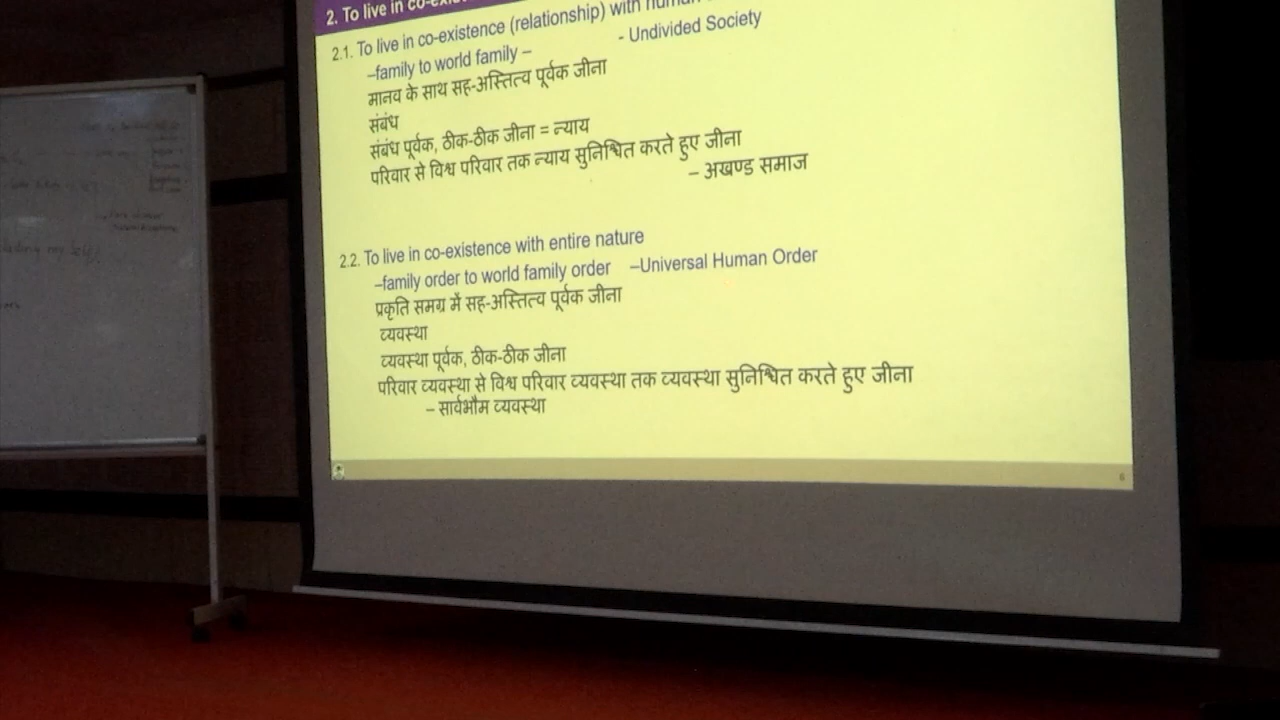 2. To live in
2.1. To live in co-existence (relationship) with human
–family to world family – - Undivided Society
मानव के साथ सह-अस्तित्व पूर्वक जीना
संबंध
संबंध पूर्वक, ठीक-ठीक जीना = न्याय
परिवार से विश्व परिवार तक न्याय सुनिश्चित करते हुए जीना
– अखण्ड समाज
2.2. To live in co-existence with entire nature
–family order to world family order –Universal Human Order
प्रकृति समग्र में सह-अस्तित्व पूर्वक जीना
व्यवस्था
व्यवस्था पूर्वक, ठीक-ठीक जीना
परिवार व्यवस्था से विश्व परिवार व्यवस्था तक व्यवस्था सुनिश्चित करते हुए जीना
– सार्वभौम व्यवस्था
6